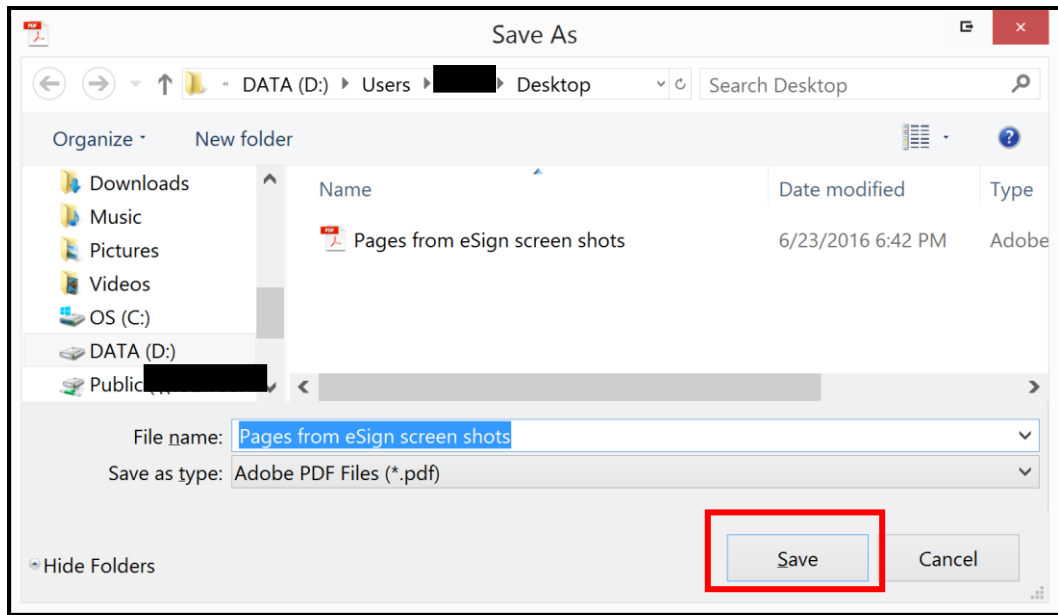 Save As
DATA (D:) Users Desktop
Search Desktop
Organize
New folder
Downloads
Music
Pictures
Videos
OS (C:)
DATA (D:)
Public
Name Date modified Type
Pages from eSign screen shots 6/23/2016 6:42 PM Adobe
File name: Pages from eSign screen shots
Save as type: Adobe PDF Files (*.pdf)
Hide Folders
Save
Cancel